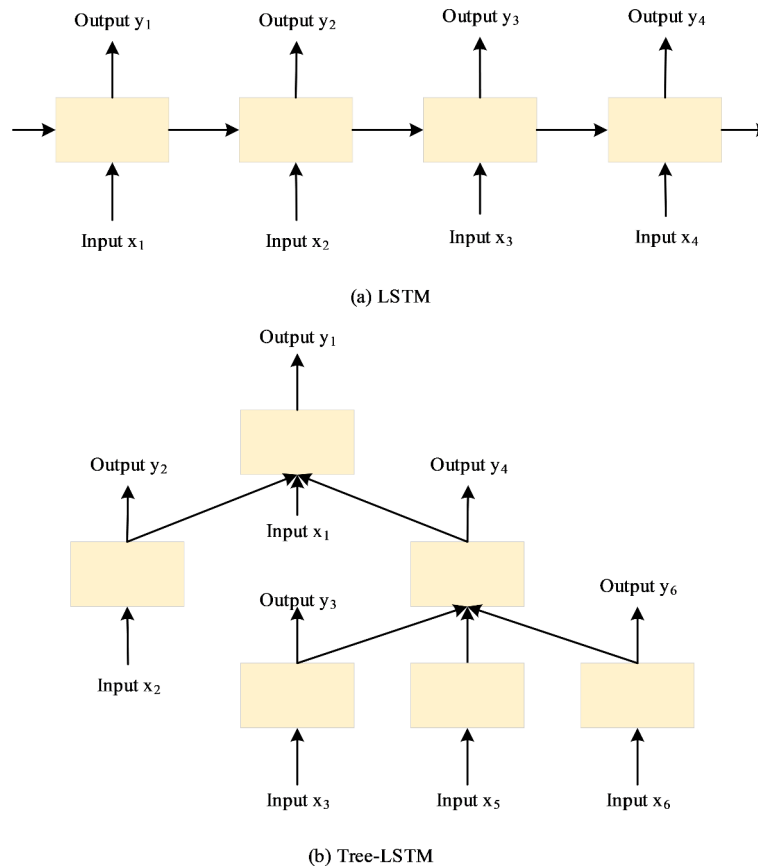 Output y₁ Output y₂ Output y₃ Output y₄
Input x₁ Input x₂ Input x₃ Input x₄
(a) LSTM
Output y₁
Output y₂ Output y₄
Input x₁
Output y₃ Output y₆
Input x₂
Input x₃ Input x₅ Input x₆
(b) Tree-LSTM